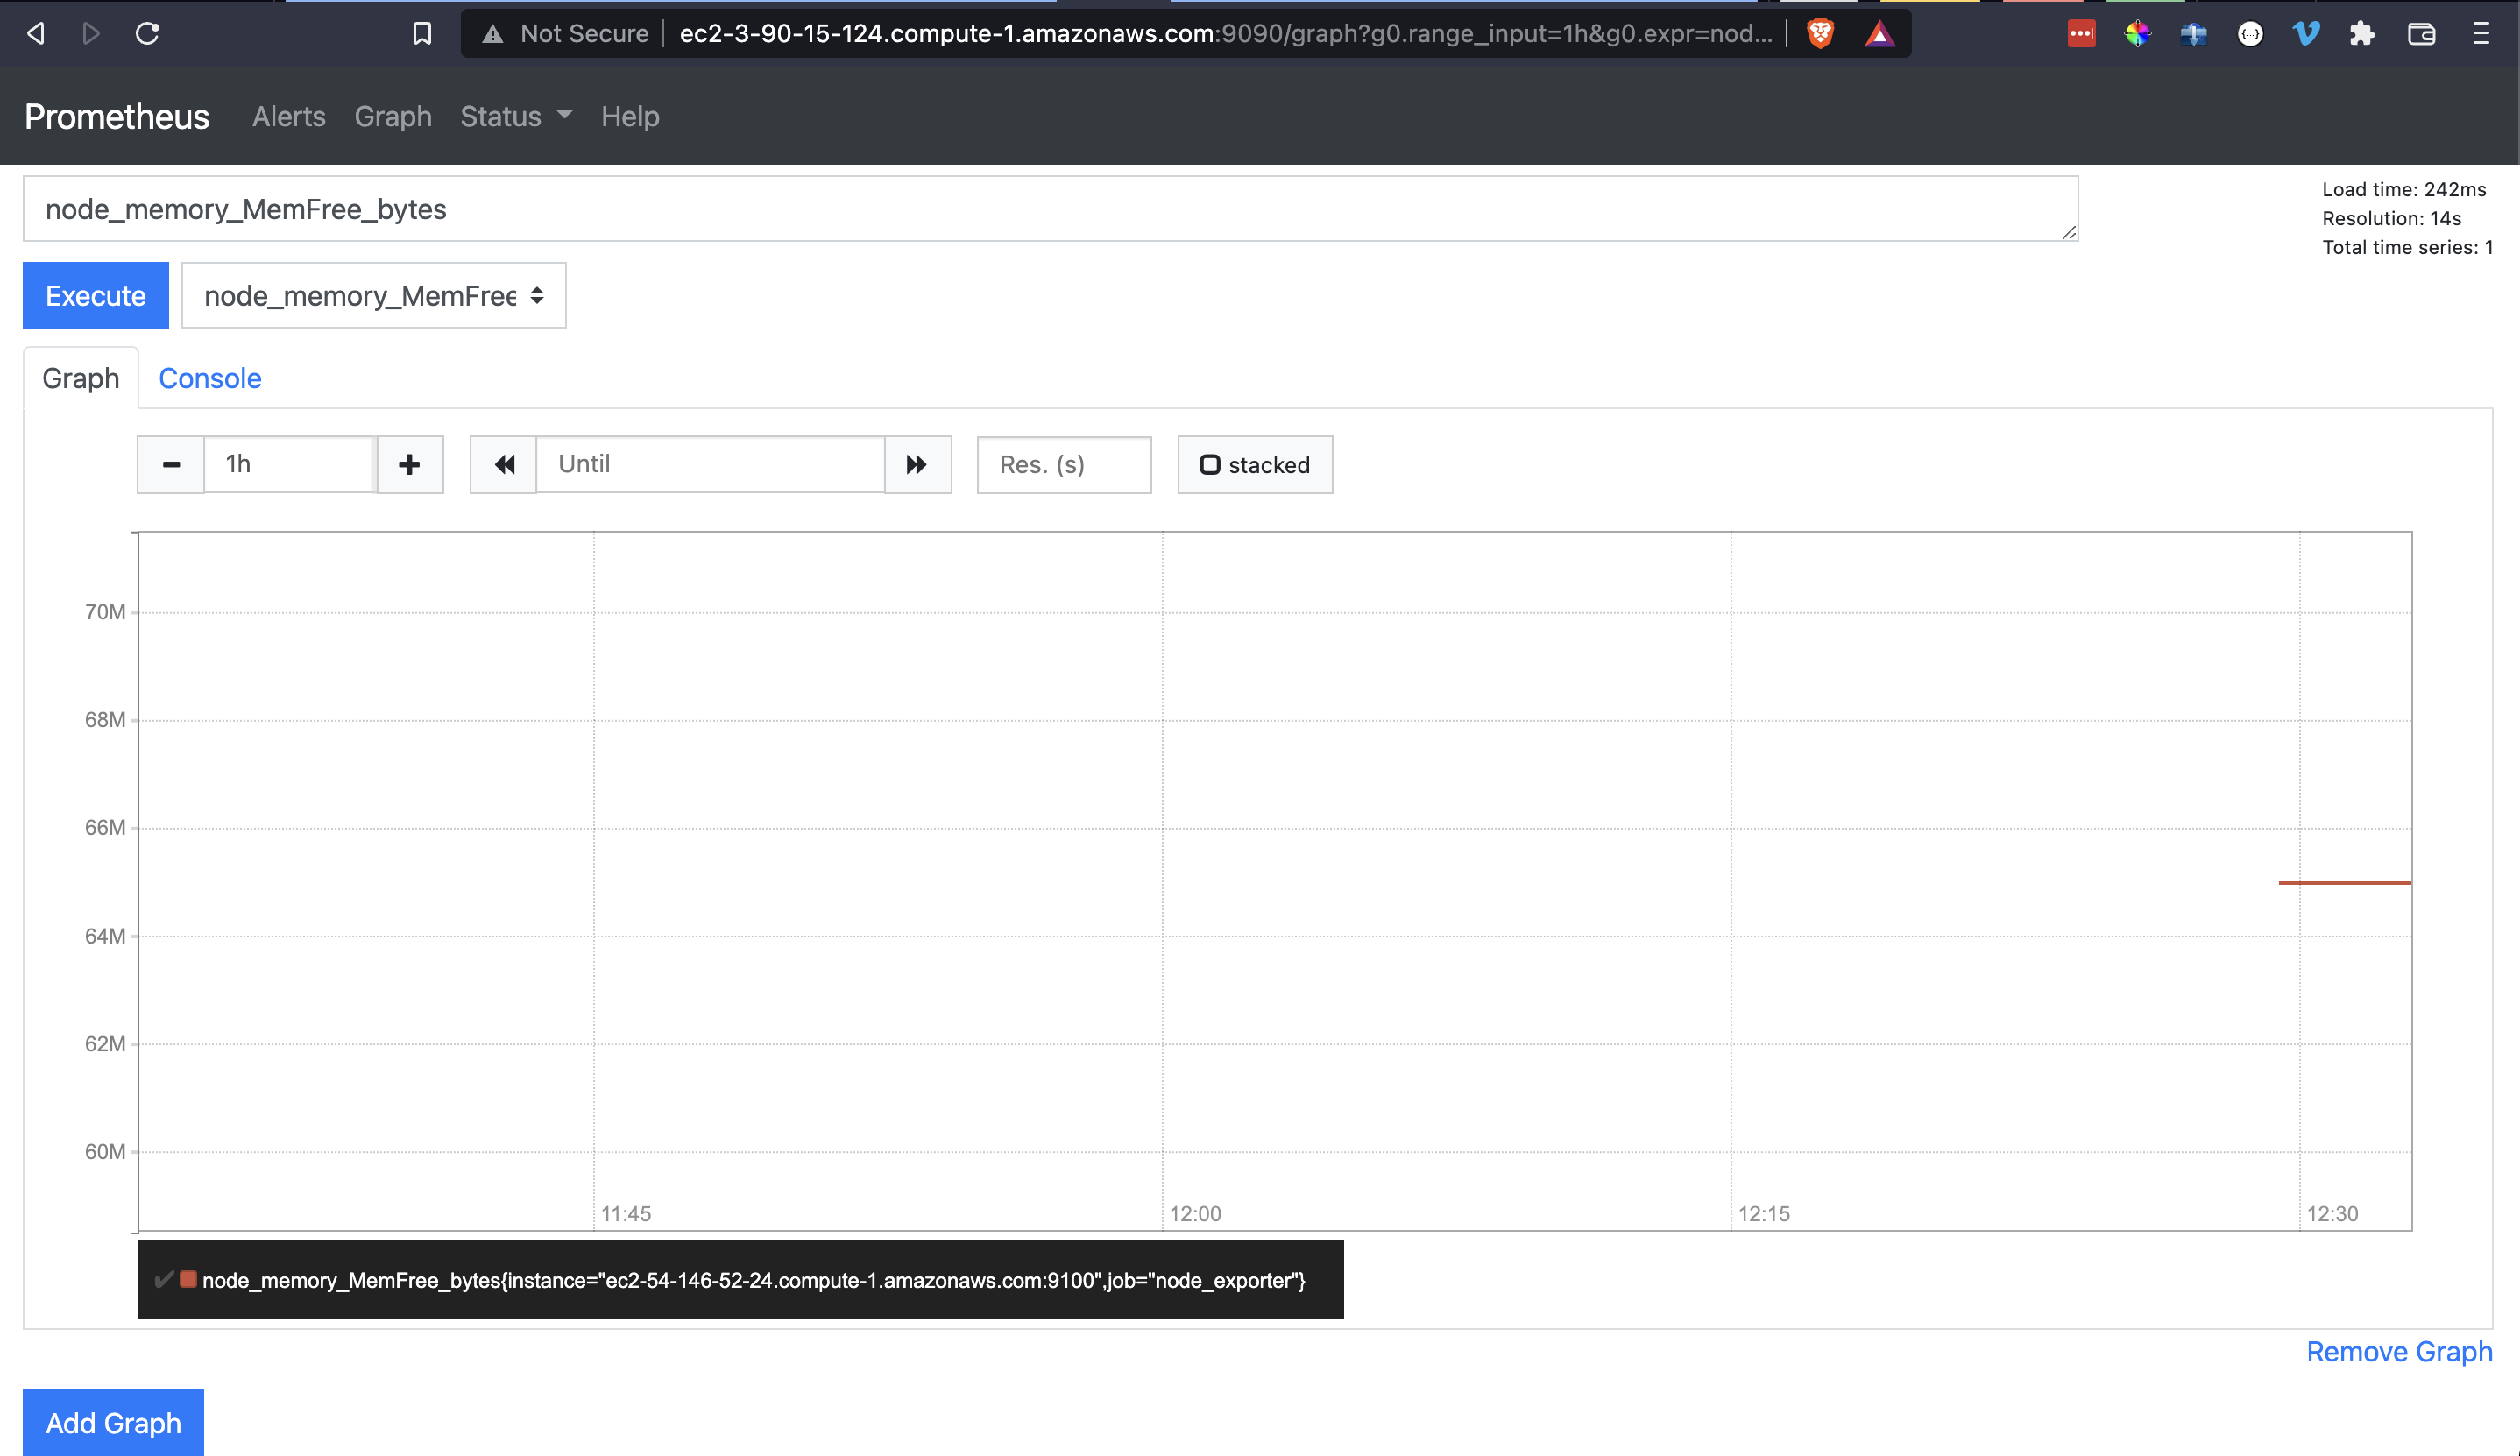 Not Secure ec2-3-90-15-124.compute-1.amazonaws.com:9090/graph?g0.range_input=1h&g0.expr=nod...
Prometheus Alerts Graph Status Help
node_memory_MemFree_bytes
Load time: 242ms
Resolution: 14s
Total time series: 1
Execute node_memory_MemFree
Graph Console
1h Until Res. (s) stacked
70M
68M
66M
64M
62M
60M
11:45 12:00 12:15 12:30
node_memory_MemFree_bytes{instance="ec2-54-146-52-24.compute-1.amazonaws.com:9100",job="node_exporter"}
Remove Graph
Add Graph